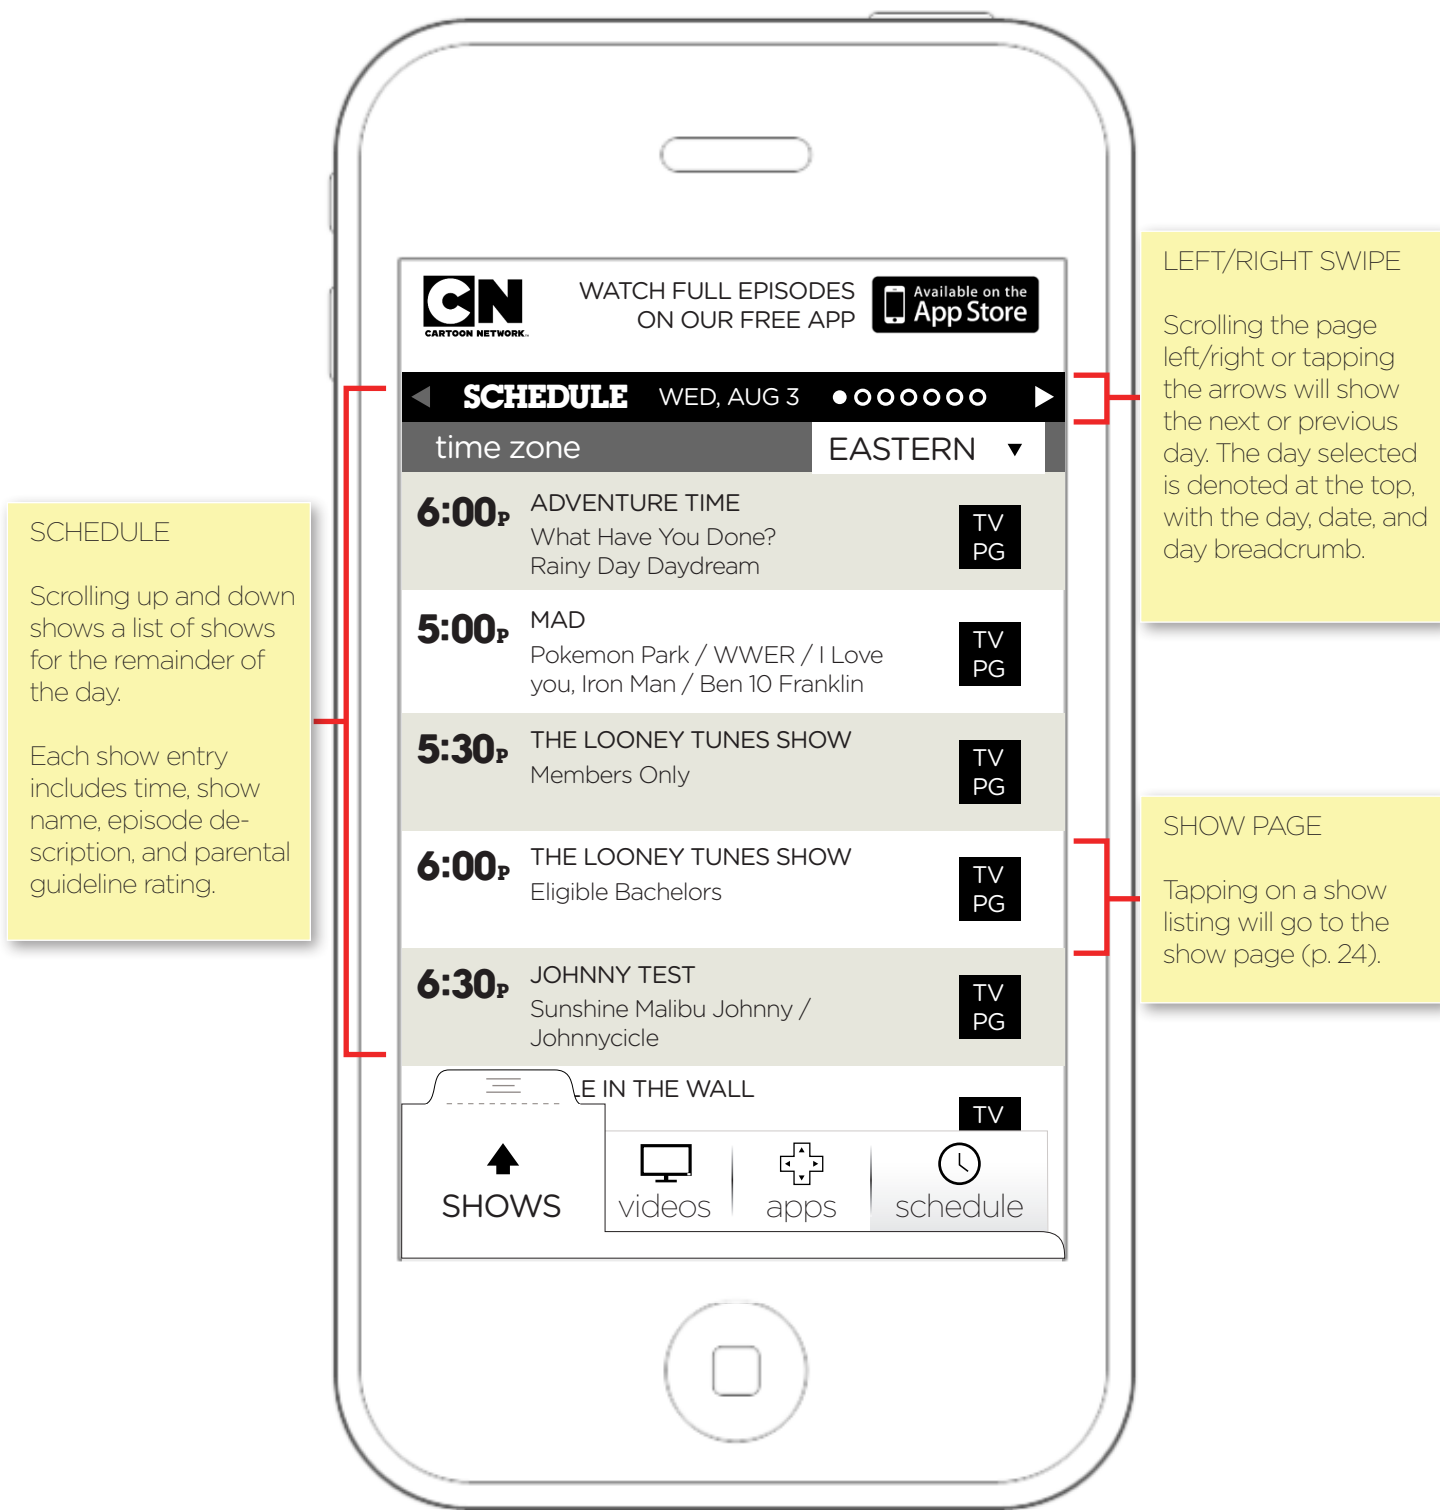 CN
CARTOON NETWORK™
WATCH FULL EPISODES
ON OUR FREE APP
Available on the
App Store
SCHEDULE WED, AUG 3
time zone
EASTERN
6:00P
ADVENTURE TIME
What Have You Done?
Rainy Day Daydream
TV
PG
5:00P
MAD
Pokemon Park / WWER / I Love
you, Iron Man / Ben 10 Franklin
TV
PG
5:30P
THE LOONEY TUNES SHOW
Members Only
TV
PG
6:00P
THE LOONEY TUNES SHOW
Eligible Bachelors
TV
PG
6:30P
JOHNNY TEST
Sunshine Malibu Johnny /
Johnnycicle
TV
PG
LE IN THE WALL
TV
SHOWS
videos
apps
schedule
SCHEDULE
Scrolling up and down
shows a list of shows
for the remainder of
the day.
Each show entry
includes time, show
name, episode de-
scription, and parental
guideline rating.
LEFT/RIGHT SWIPE
Scrolling the page
left/right or tapping
the arrows will show
the next or previous
day. The day selected
is denoted at the top,
with the day, date, and
day breadcrumb.
SHOW PAGE
Tapping on a show
listing will go to the
show page (p. 24).